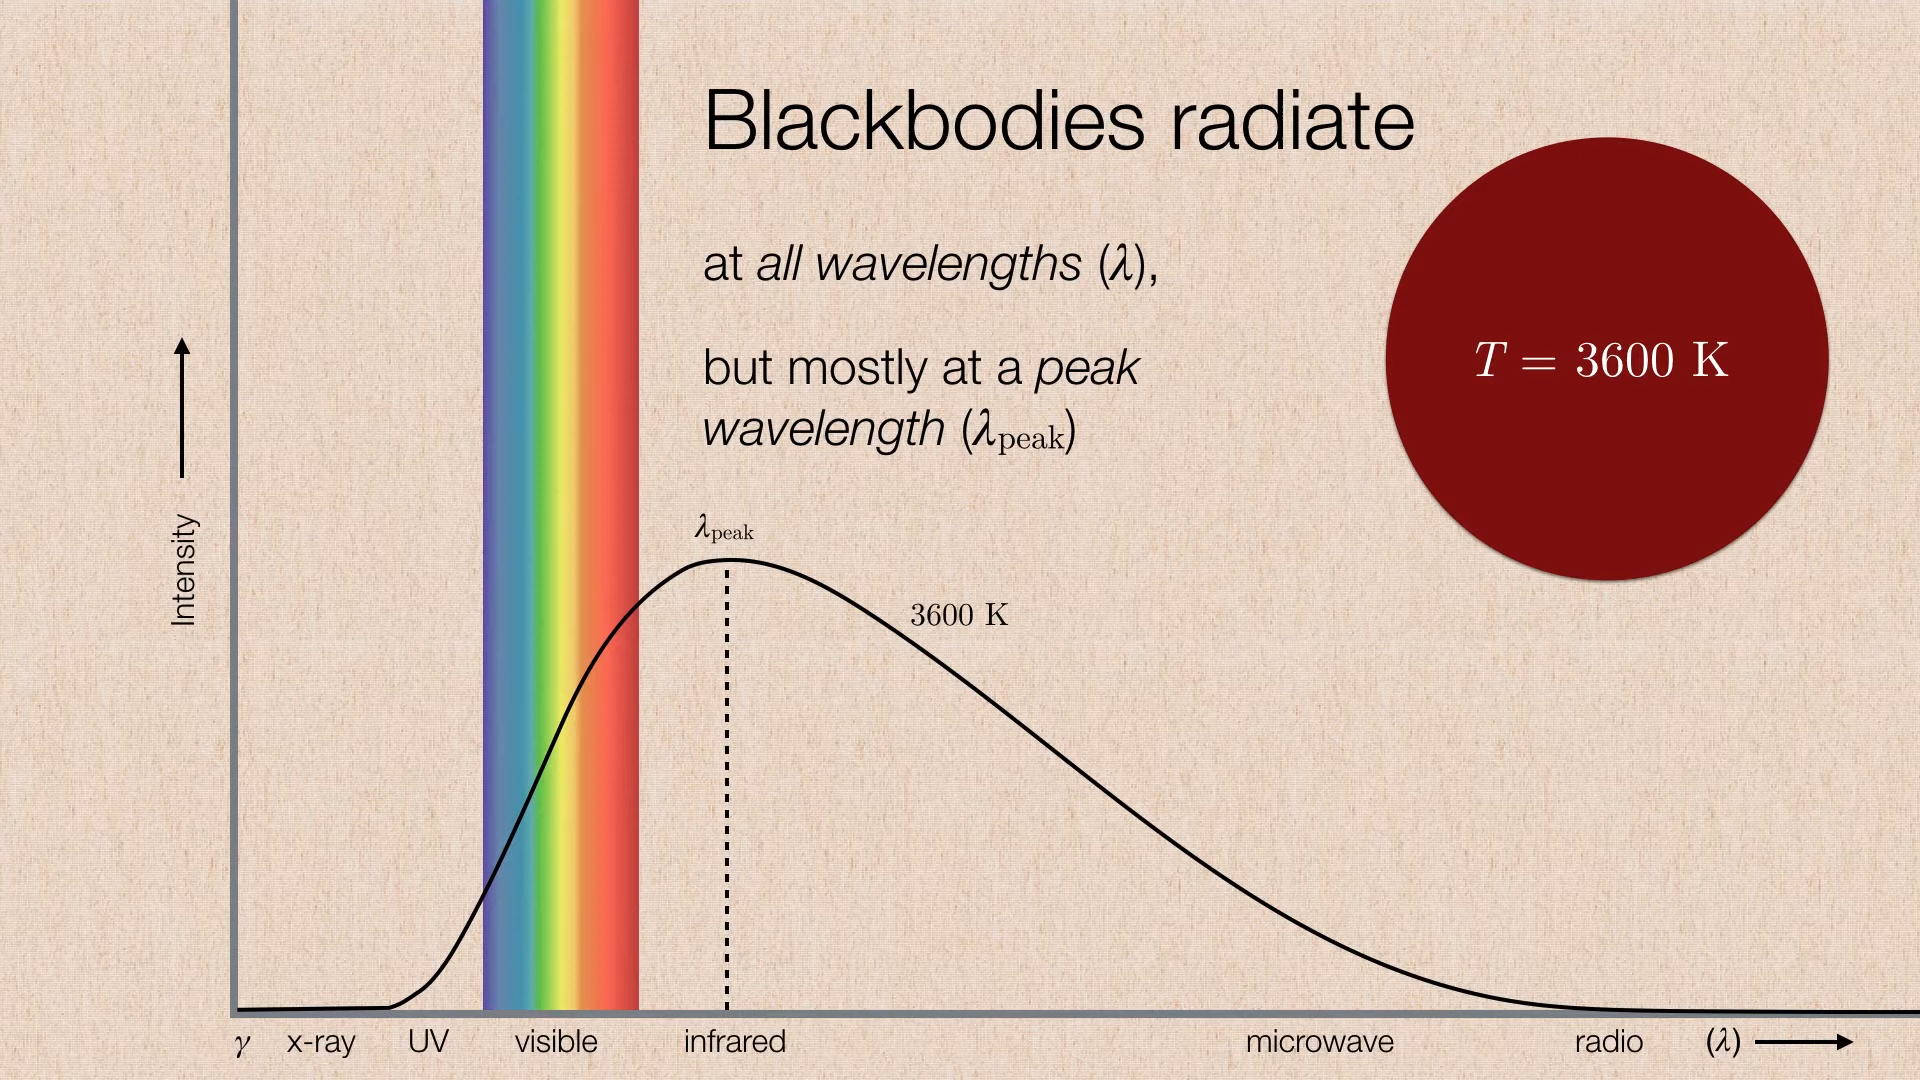 Blackbodies radiate
at all wavelengths (λ),
but mostly at a peak
wavelength (λpeak)
T = 3600 K
λpeak
3600 K
Intensity
γ x-ray UV visible infrared microwave radio (λ)